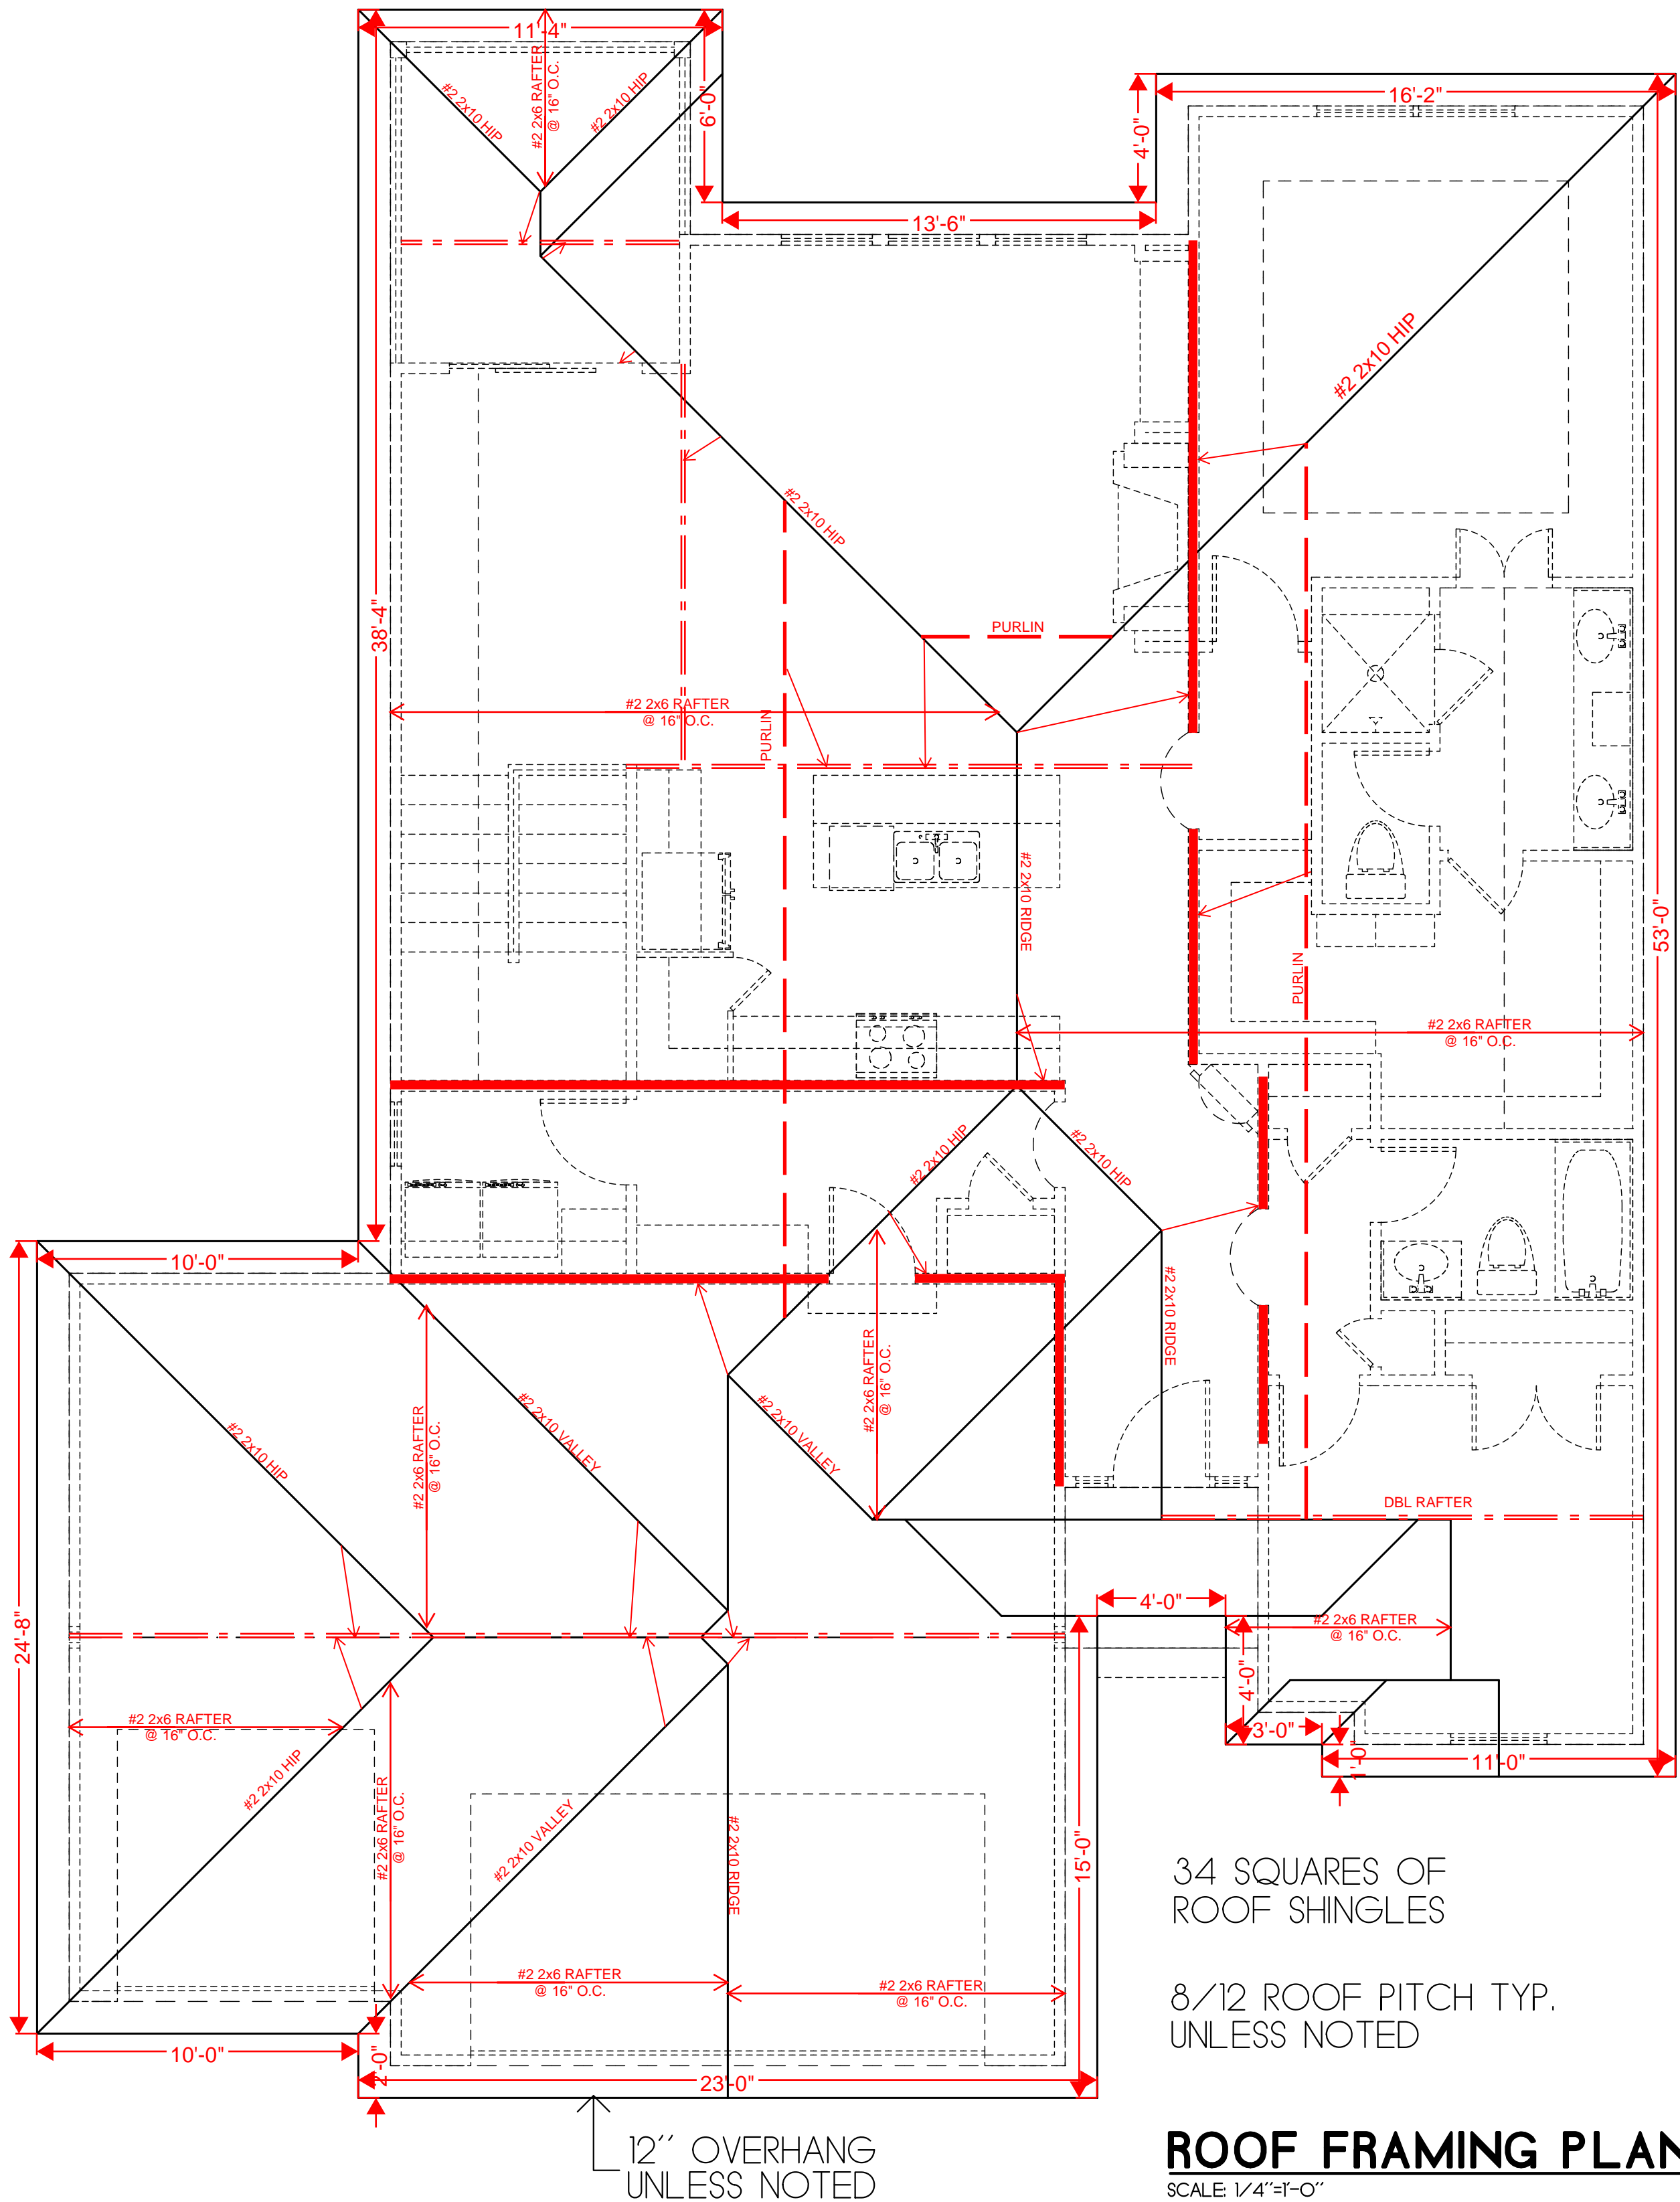 11'-4"
#2 2x6 RAFTER
@ 16" O.C.
#2 2x10 HIP
#2 2x10 HIP
6'-0"
4'-0"
16'-2"
13'-6"
#2 2x10 HIP
#2 2x10 HIP
38'-4"
PURLIN
#2 2x6 RAFTER
@ 16" O.C.
PURLIN
#2 2x10 RIDGE
53'-0"
PURLIN
#2 2x6 RAFTER
@ 16" O.C.
#2 2x10 HIP
#2 2x10 HIP
10'-0"
#2 2x10 RIDGE
#2 2x6 RAFTER
@ 16" O.C.
#2 2x6 RAFTER
@ 16" O.C.
#2 2x10 HIP
#2 2x10 VALLEY
#2 2x10 VALLEY
DBL RAFTER
24'-8"
4'-0"
#2 2x6 RAFTER
@ 16" O.C.
4'-0"
#2 2x6 RAFTER
@ 16" O.C.
3'-0"
1'-0"
11'-0"
#2 2x10 HIP
#2 2x6 RAFTER
@ 16" O.C.
#2 2x10 VALLEY
#2 2x10 RIDGE
15'-0"
34 SQUARES OF
ROOF SHINGLES
#2 2x6 RAFTER
@ 16" O.C.
#2 2x6 RAFTER
@ 16" O.C.
8/12 ROOF PITCH TYP.
UNLESS NOTED
10'-0"
2'-0"
23'-0"
12" OVERHANG
UNLESS NOTED
ROOF FRAMING PLAN
SCALE: 1/4"=1'-0"